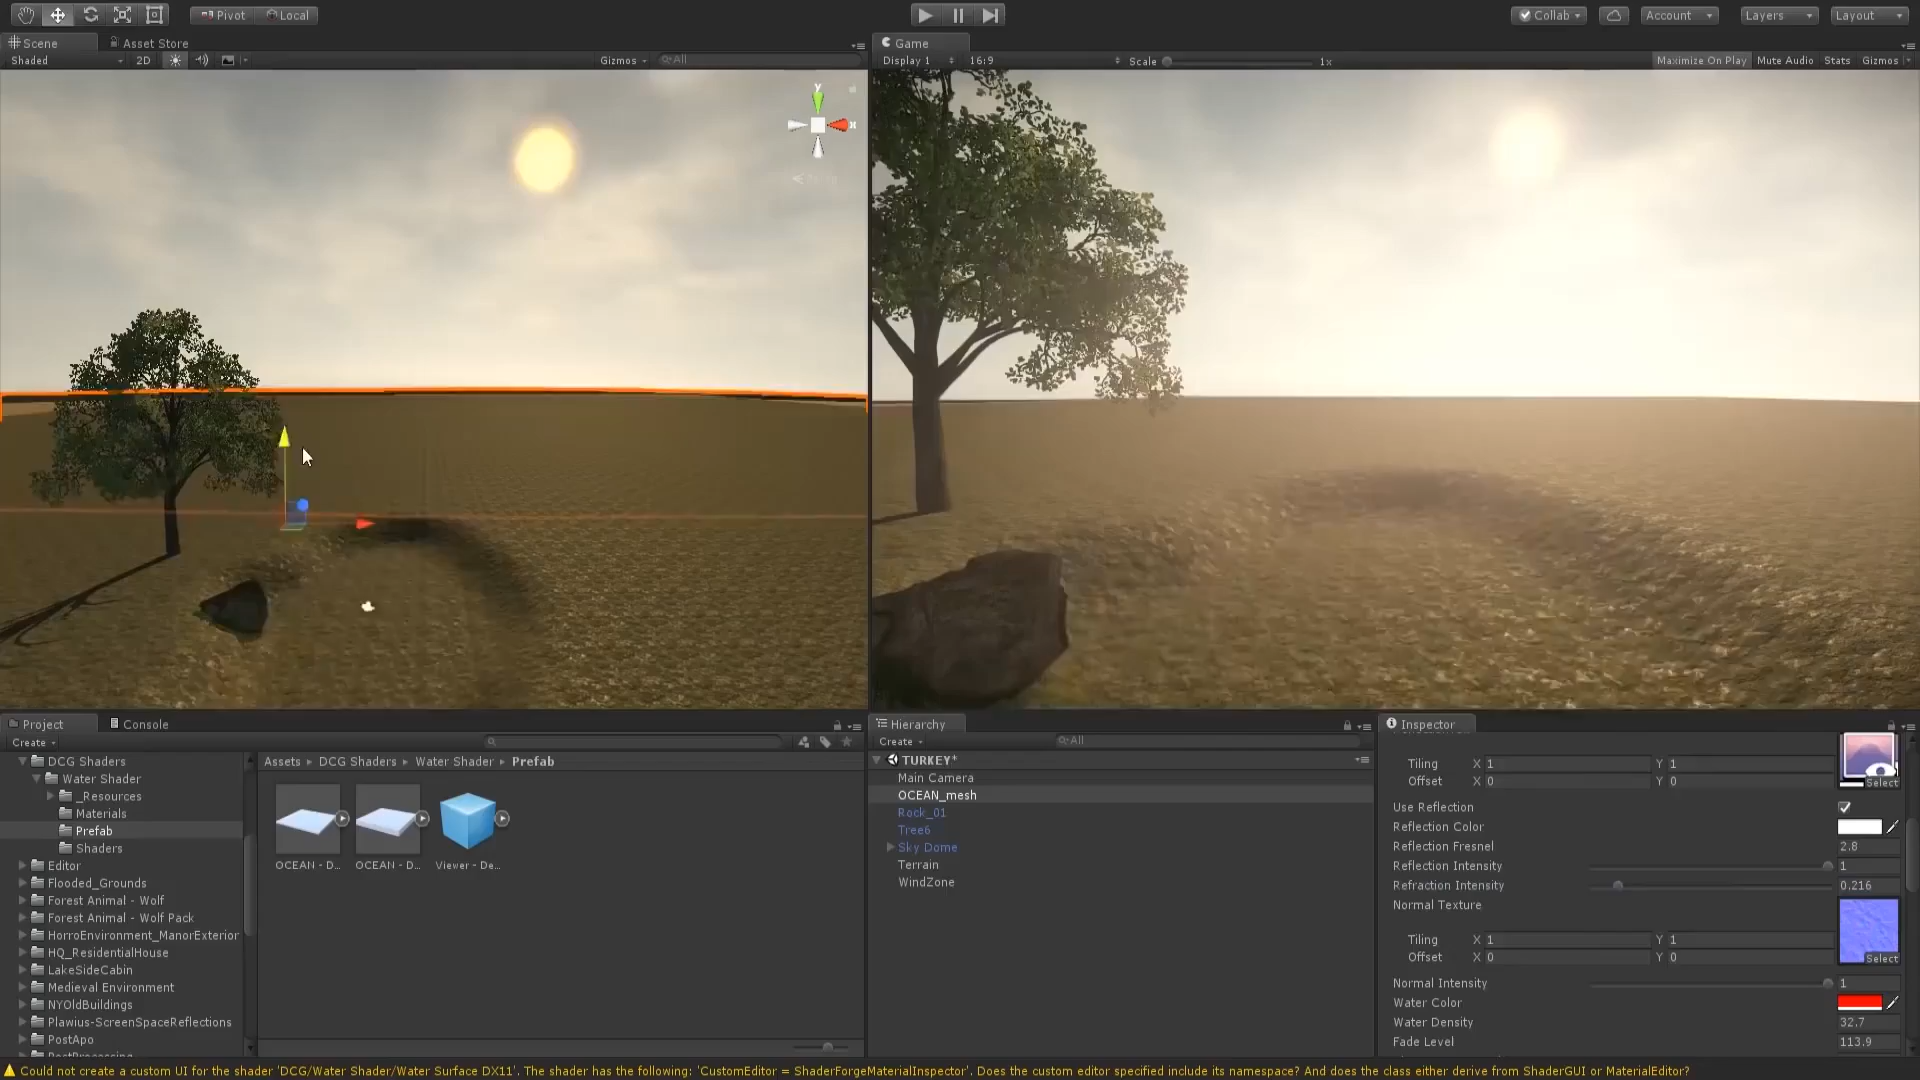 Pivot Local Collab Account Layers Layout
Scene Asset Store
Shaded 2D Gizmos All
y
x
Game
Display 1 16:9 Scale 1x Maximize On Play Mute Audio Stats Gizmos
Project Console
Create
DCG Shaders
Water Shader
_Resources
Materials
Prefab
Shaders
Editor
Flooded_Grounds
Forest Animal - Wolf
Forest Animal - Wolf Pack
HorroEnvironment_ManorExterior
HQ_ResidentialHouse
LakeSideCabin
Medieval Environment
NYOldBuildings
Plawius-ScreenSpaceReflections
PostApo
PostProcessing
Assets DCG Shaders Water Shader Prefab
OCEAN - D... OCEAN - D... Viewer - De...
Hierarchy
Create All
TURKEY*
Main Camera
OCEAN_mesh
Rock_01
Tree6
Sky Dome
Terrain
WindZone
Inspector
Tiling X 1 Y 1
Offset X 0 Y 0
Select
Use Reflection
Reflection Color
Reflection Fresnel 2.8
Reflection Intensity 1
Refraction Intensity 0.216
Normal Texture
Tiling X 1 Y 1
Offset X 0 Y 0
Select
Normal Intensity 1
Water Color
Water Density 32.7
Fade Level 113.9
Could not create a custom UI for the shader 'DCG/Water Shader/Water Surface DX11'. The shader has the following: 'CustomEditor = ShaderForgeMaterialInspector'. Does the custom editor specified include its namespace? And does the class either derive from ShaderGUI or MaterialEditor?